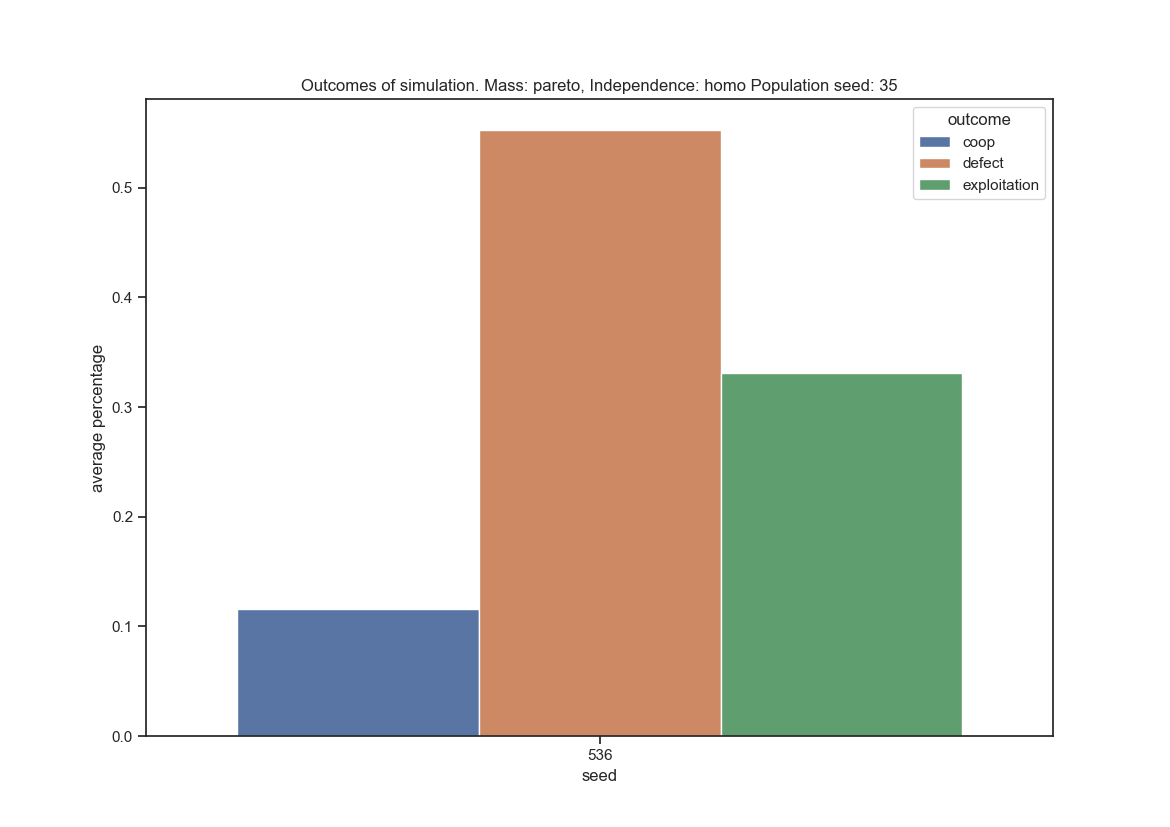 Outcomes of simulation. Mass: pareto, Independence: homo Population seed: 35
outcome
coop
defect
exploitation
average percentage
0.5
0.4
0.3
0.2
0.1
0.0
536
seed